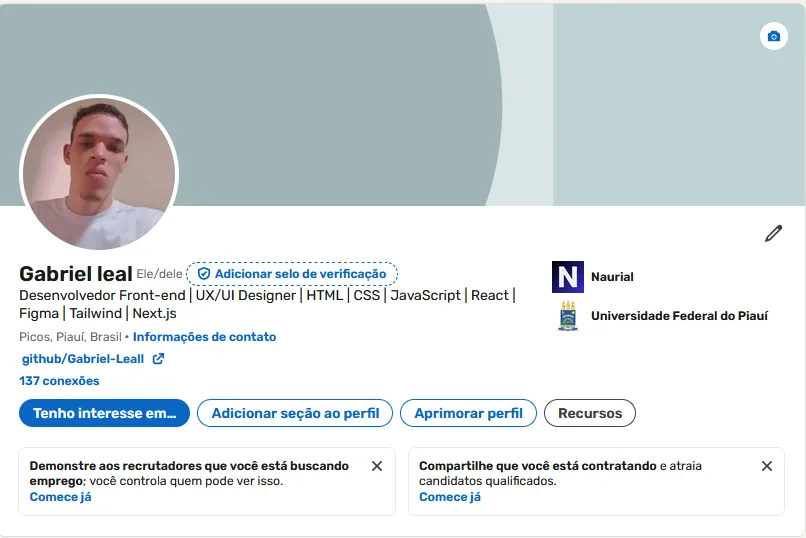 Gabriel leal Ele/dele Adicionar selo de verificação
Desenvolvedor Front-end | UX/UI Designer | HTML | CSS | JavaScript | React |
Figma | Tailwind | Next.js
Picos, Piauí, Brasil • Informações de contato
github/Gabriel-Leall
137 conexões
N Naurial
Universidade Federal do Piauí
Tenho interesse em...
Adicionar seção ao perfil
Aprimorar perfil
Recursos
Demonstre aos recrutadores que você está buscando
emprego; você controla quem pode ver isso.
Comece já
Compartilhe que você está contratando e atraia
candidatos qualificados.
Comece já